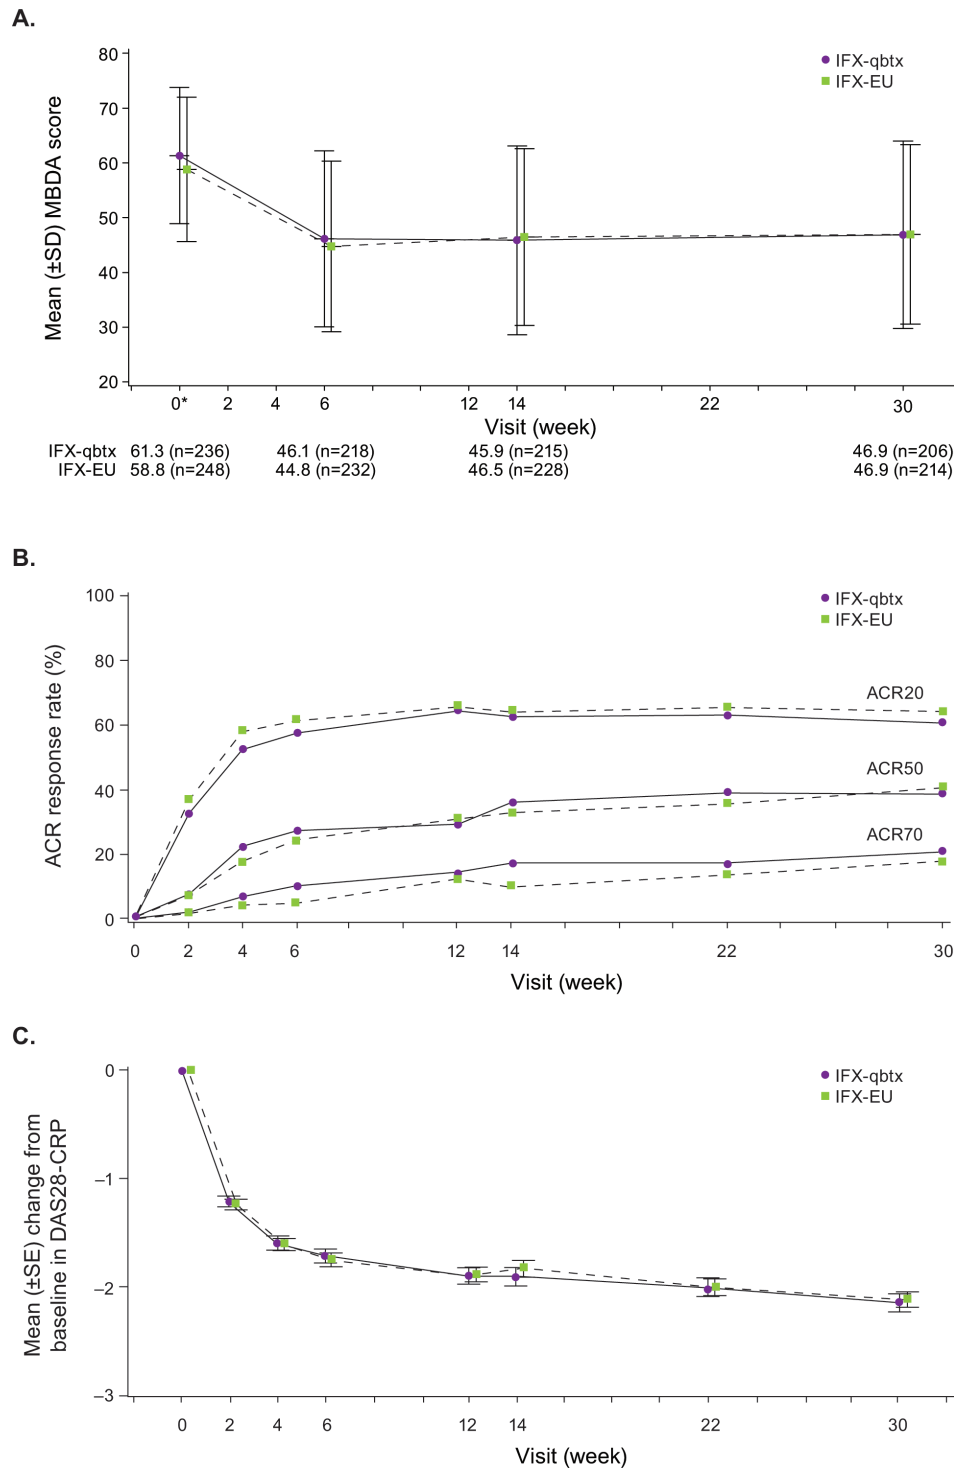 A.
Mean (±SD) MBDA score
80
70
60
50
40
30
20
IFX-qbtx
IFX-EU
0* 2 4 6 12 14 22 30
Visit (week)
IFX-qbtx 61.3 (n=236) 46.1 (n=218) 45.9 (n=215) 46.9 (n=206)
IFX-EU 58.8 (n=248) 44.8 (n=232) 46.5 (n=228) 46.9 (n=214)
B.
ACR response rate (%)
100
80
60
40
20
0
IFX-qbtx
IFX-EU
ACR20
ACR50
ACR70
0 2 4 6 12 14 22 30
Visit (week)
C.
Mean (±SE) change from
baseline in DAS28-CRP
0
–1
–2
–3
IFX-qbtx
IFX-EU
0 2 4 6 12 14 22 30
Visit (week)